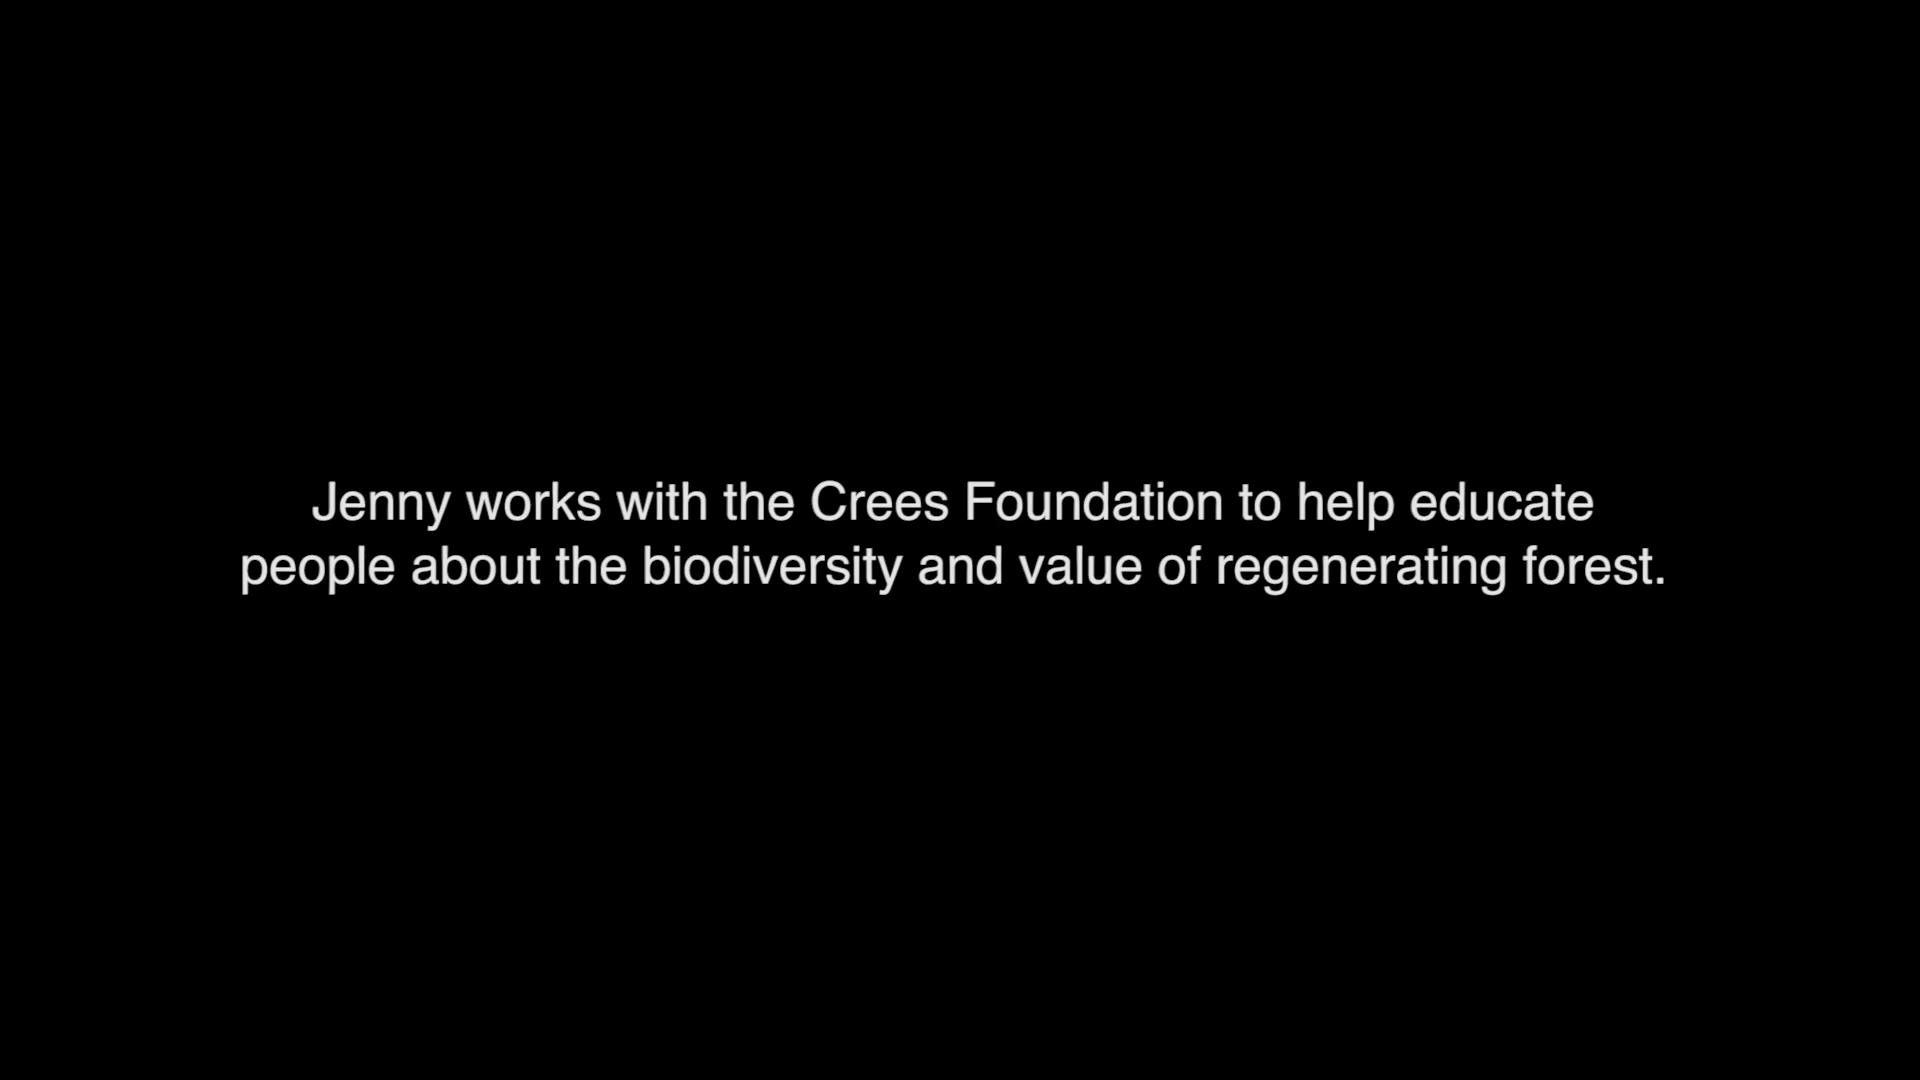 Jenny works with the Crees Foundation to help educate
people about the biodiversity and value of regenerating forest.